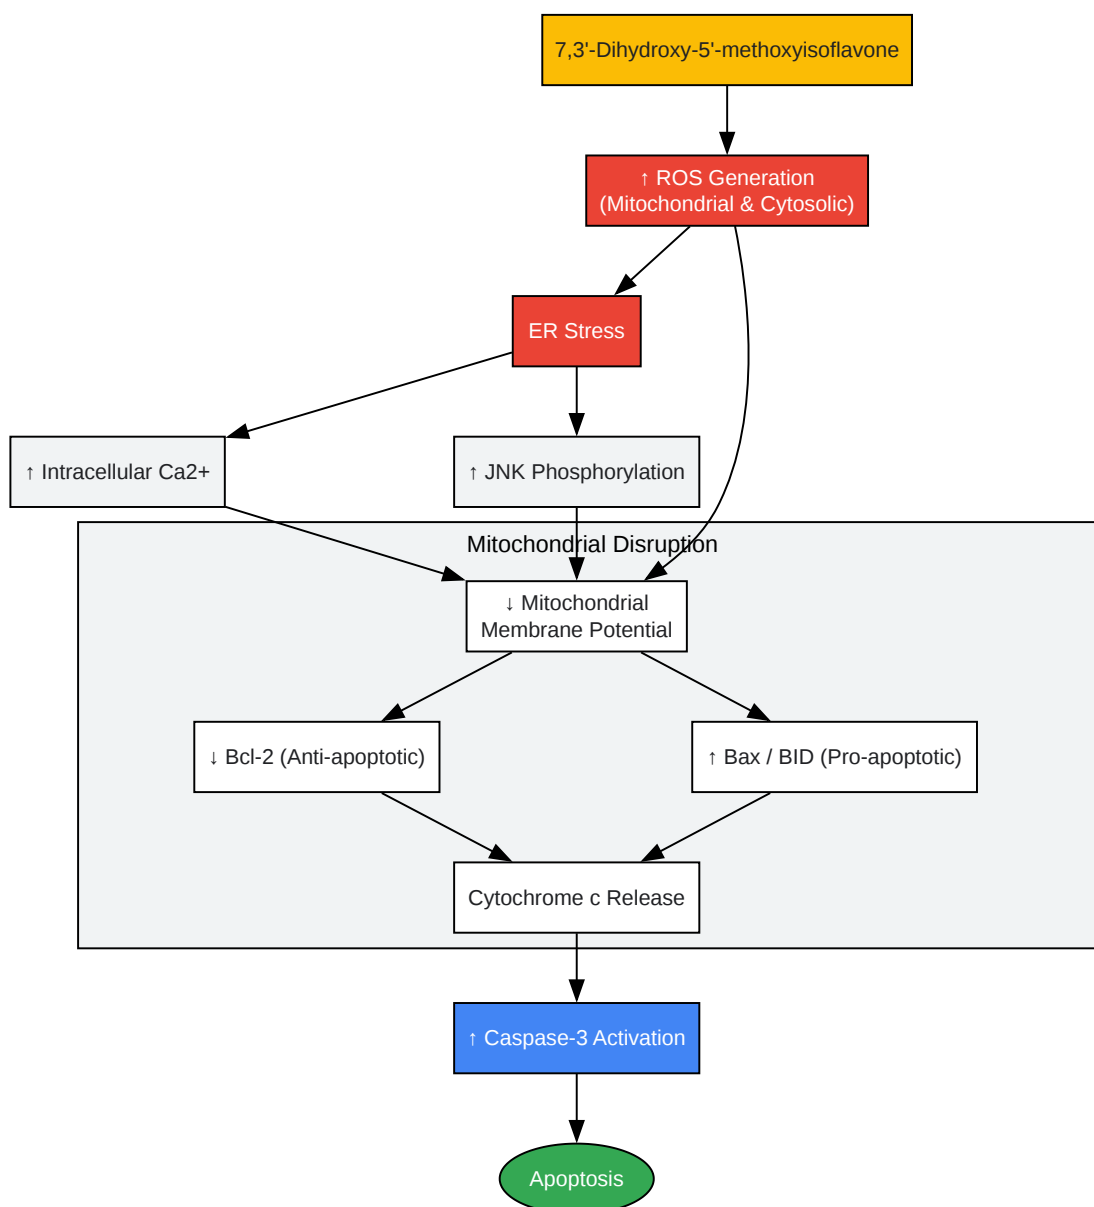 7,3'-Dihydroxy-5'-methoxyisoflavone
↑ ROS Generation
(Mitochondrial & Cytosolic)
ER Stress
↑ Intracellular Ca2+
↑ JNK Phosphorylation
Mitochondrial Disruption
↓ Mitochondrial
Membrane Potential
↓ Bcl-2 (Anti-apoptotic)
↑ Bax / BID (Pro-apoptotic)
Cytochrome c Release
↑ Caspase-3 Activation
Apoptosis